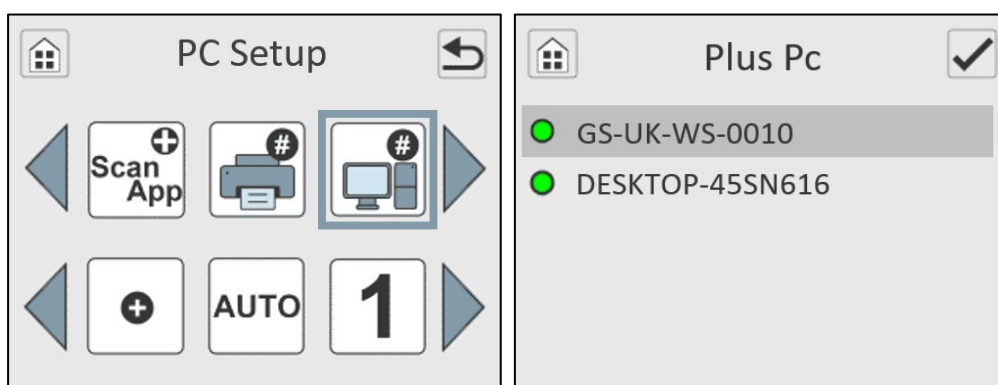 PC Setup
Scan
App
#
#
AUTO
1
Plus Pc
GS-UK-WS-0010
DESKTOP-45SN616